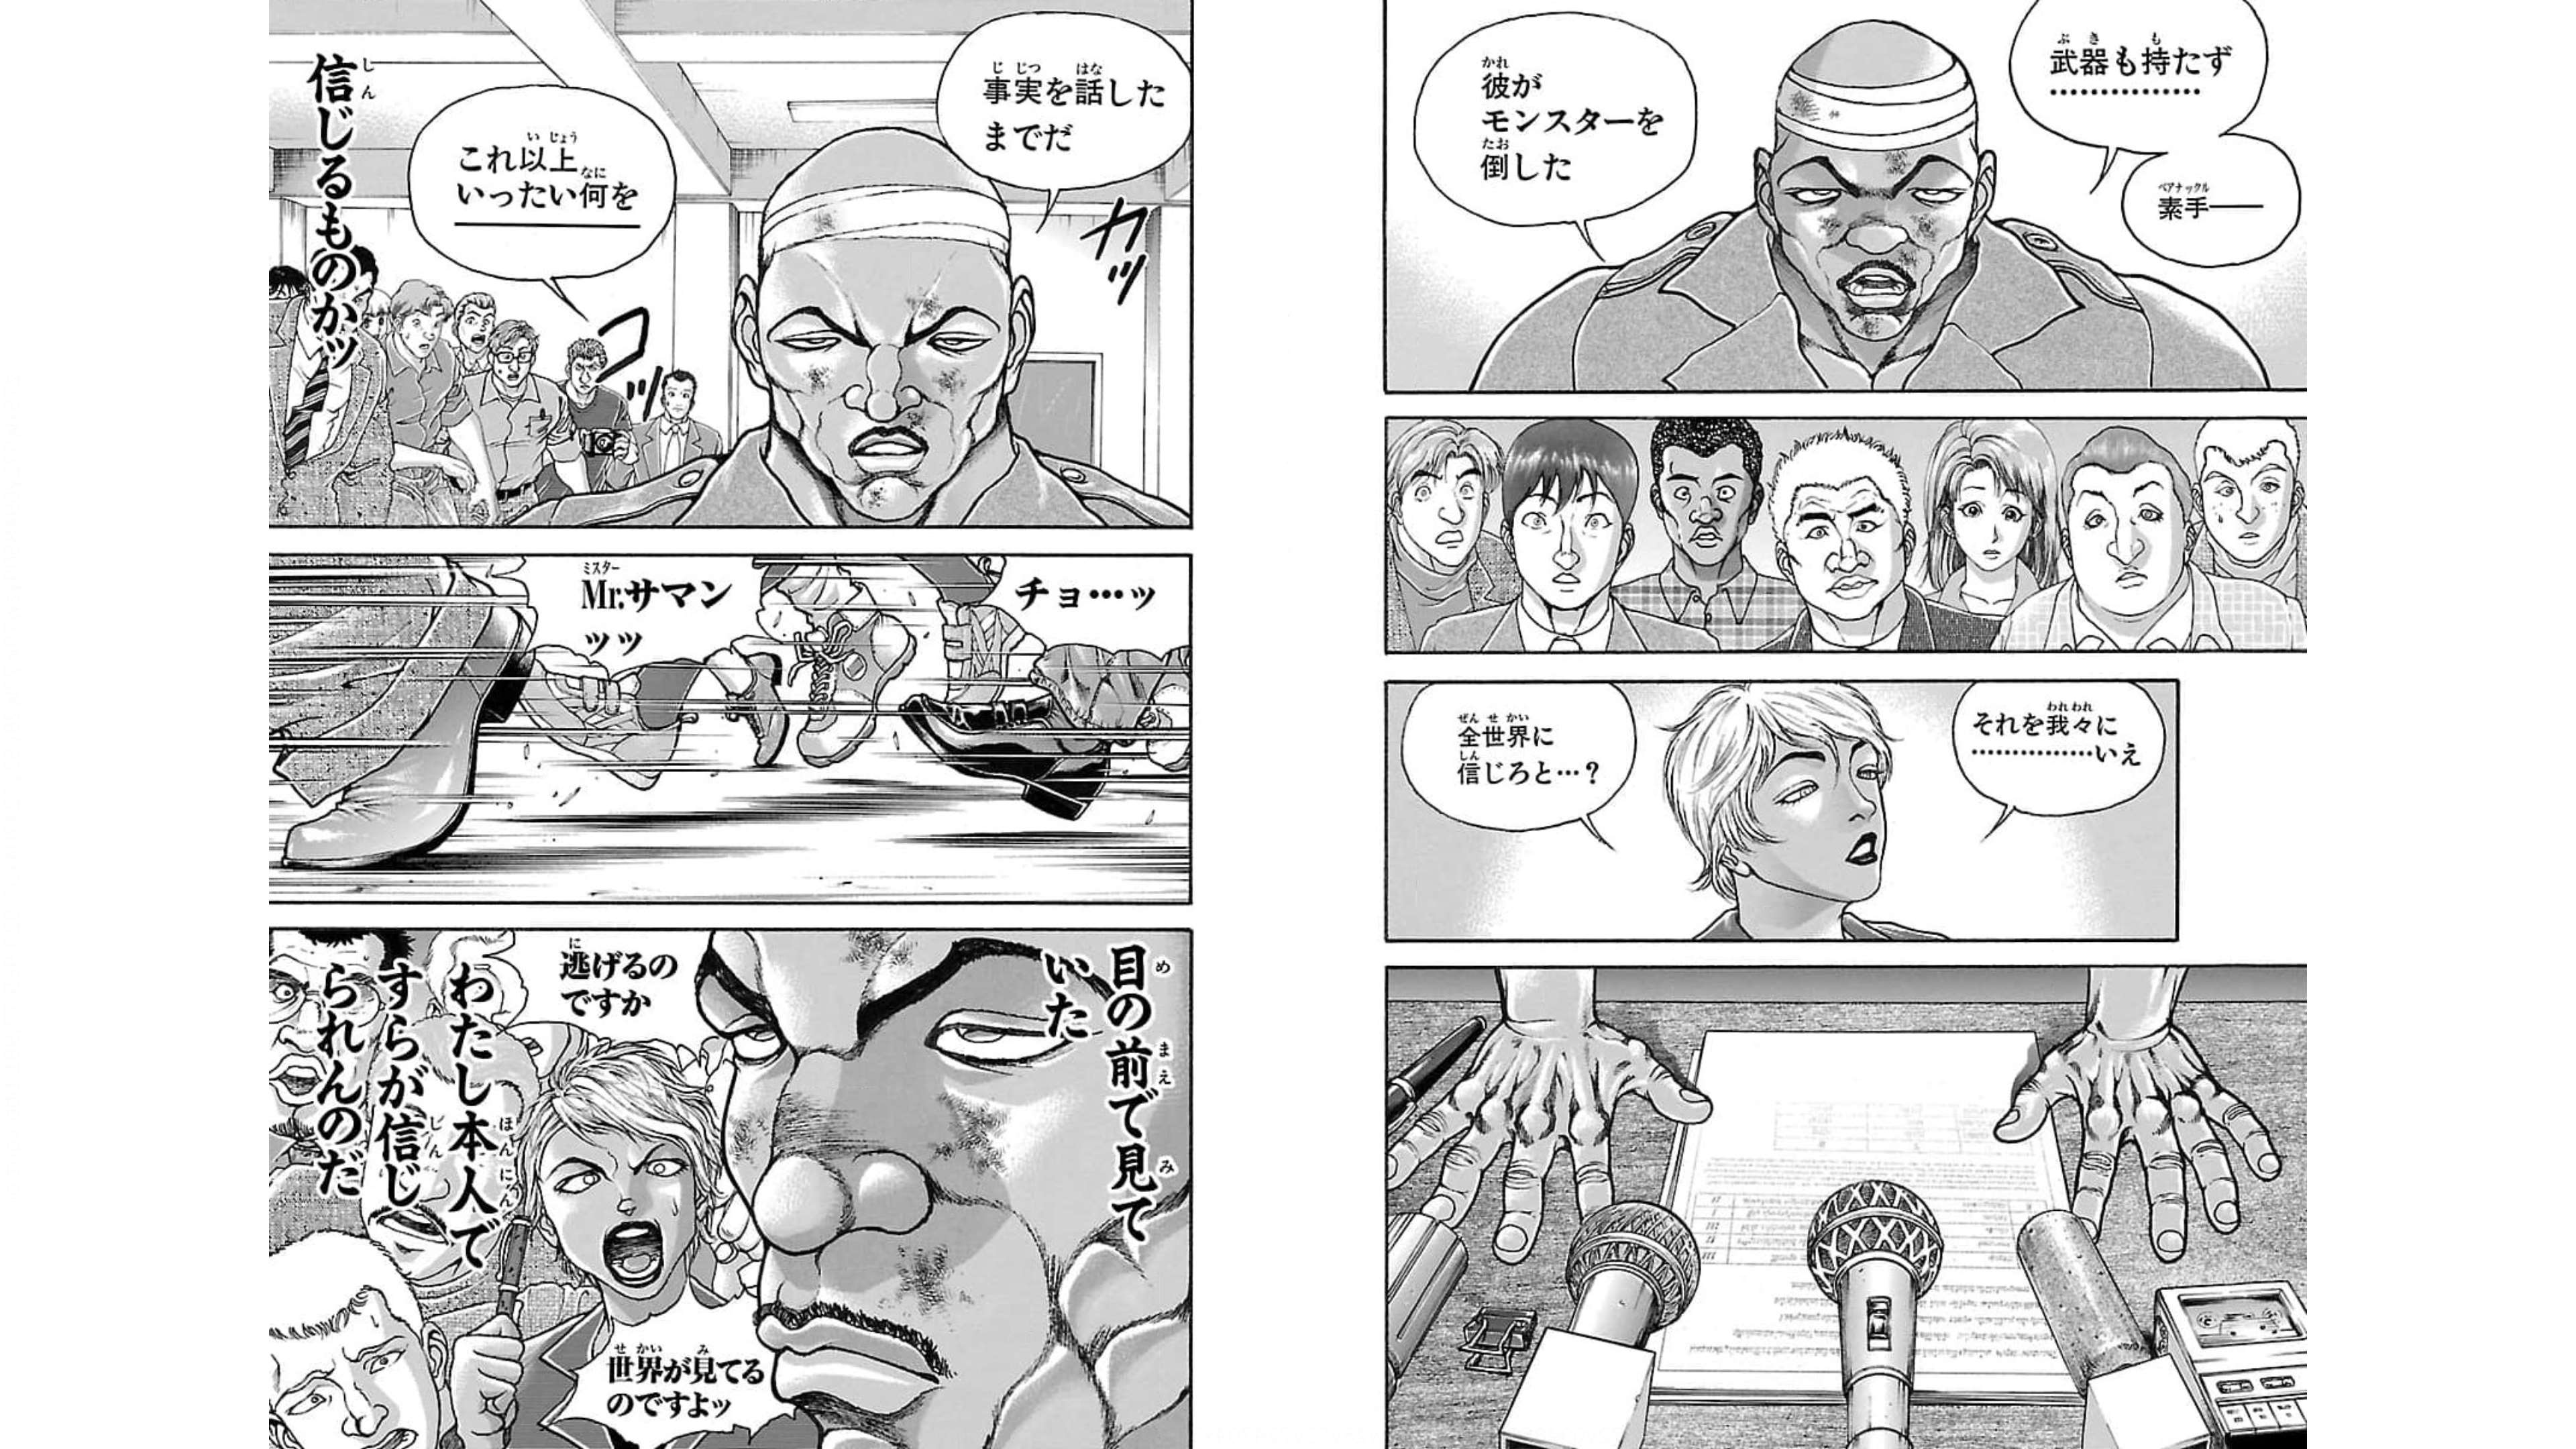 武器も持たず
……………
素手――
彼が
モンスターを
倒した
それを我々に
……………いえ
全世界に
信じろと…？
事実を話した
までだ
カッ
これ以上
いったい何を
コッ
信じるものかッ
チョ…ッ
Mr.サマン
ッッ
目の前で見て
いた
逃げるの
ですか
世界が見てる
のですよッ
わたし本人で
すらが信じ
られんのだ